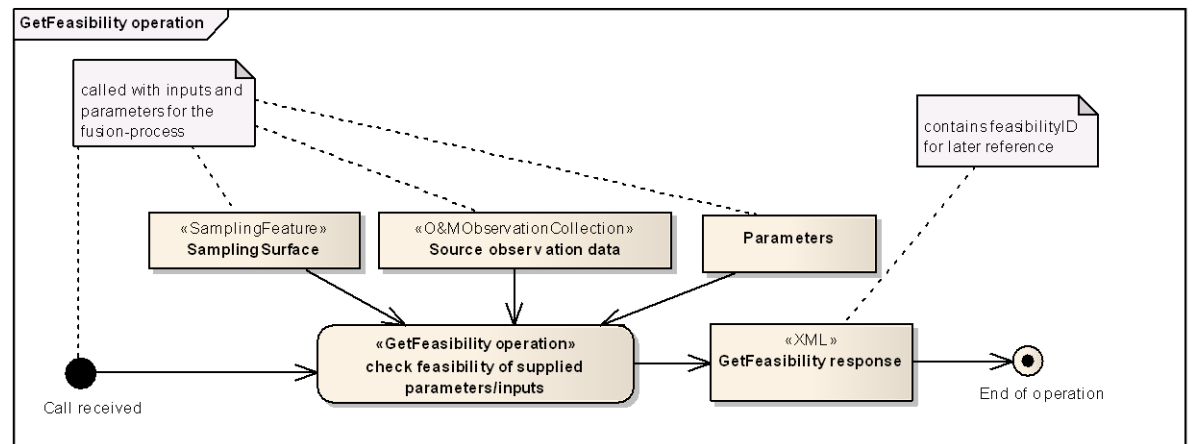 GetFeasibility operation
called with inputs and
parameters for the
fusion-process
contains feasibilityID
for later reference
«SamplingFeature»
SamplingSurface
«O&MObservationCollection»
Source observation data
Parameters
«GetFeasibility operation»
check feasibility of supplied
parameters/inputs
«XML»
GetFeasibility response
Call received
End of operation